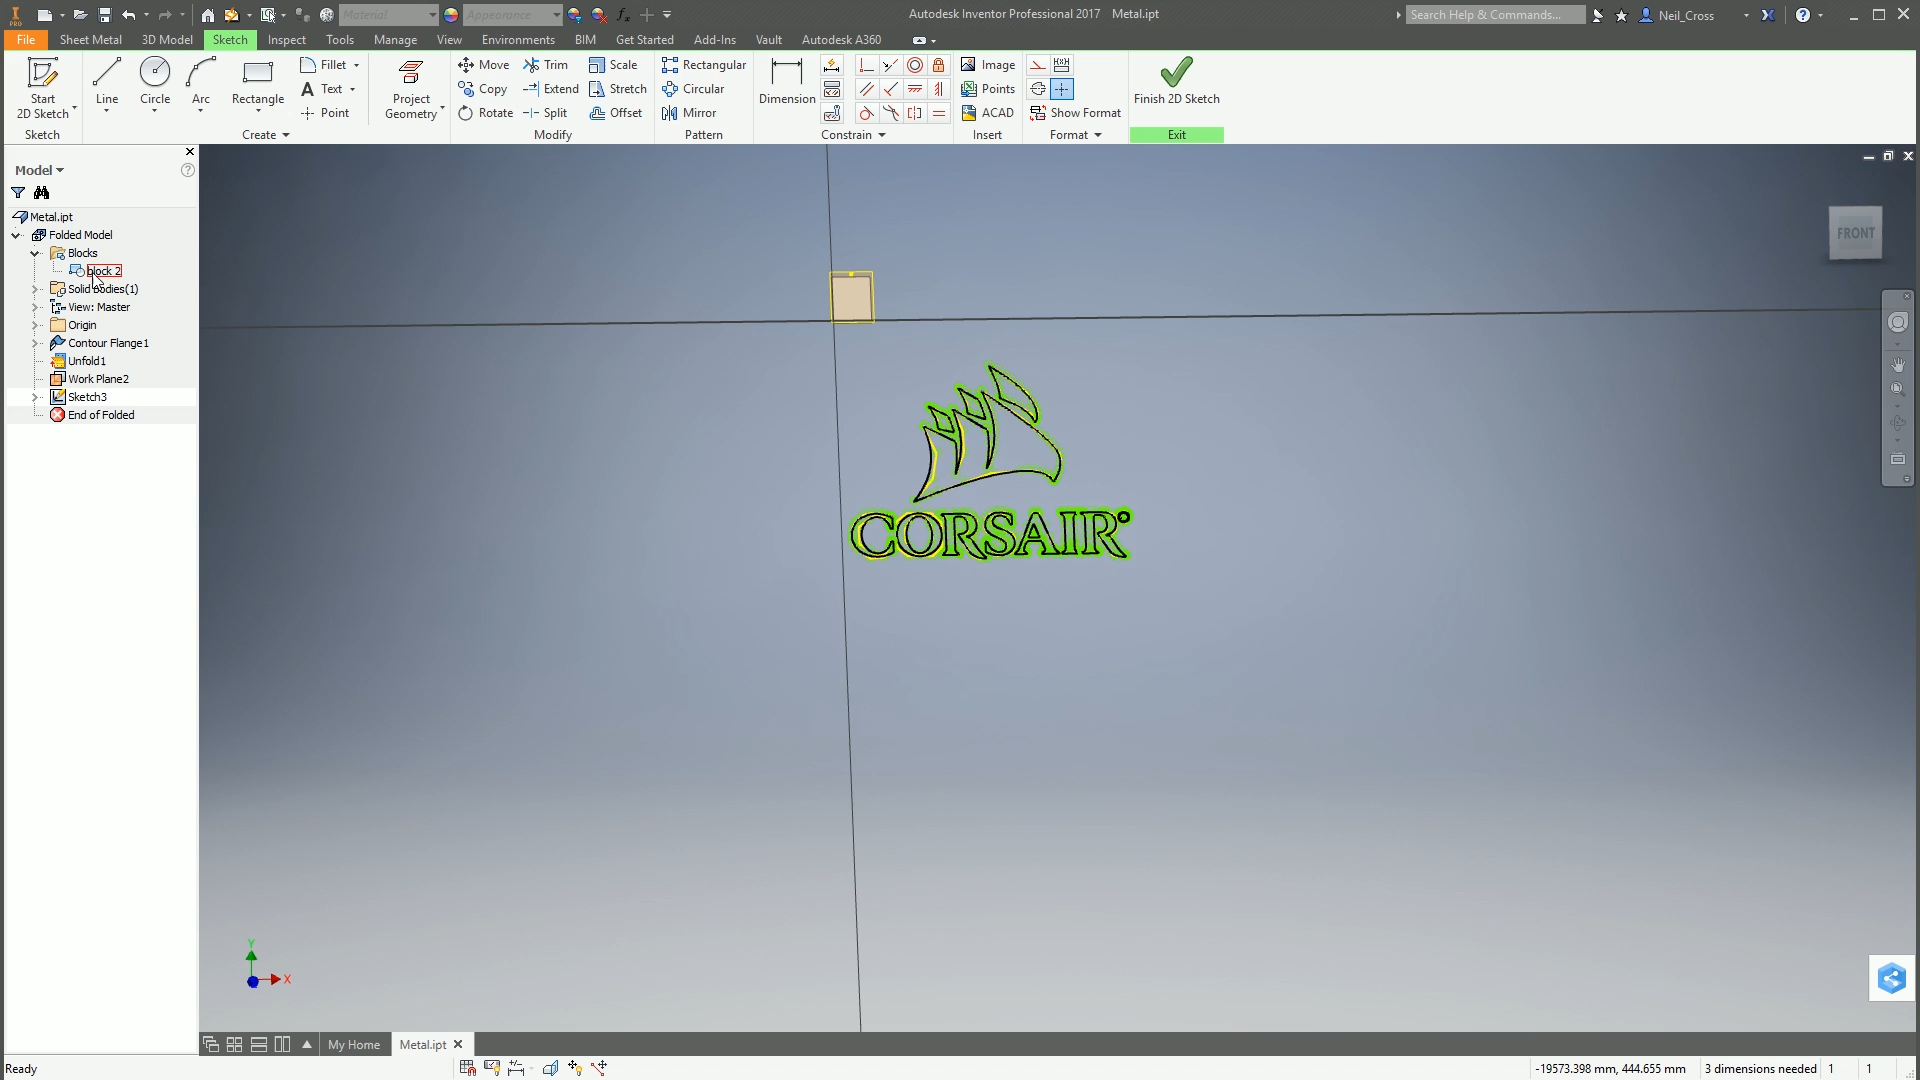 Material
Appearance
Autodesk Inventor Professional 2017 Metal.ipt
Search Help & Commands...
Neil_Cross
File Sheet Metal 3D Model Sketch Inspect Tools Manage View Environments BIM Get Started Add-Ins Vault Autodesk A360
Start
2D Sketch
Line
Circle
Arc
Rectangle
Fillet
Text
Point
Project
Geometry
Move
Copy
Rotate
Trim
Extend
Split
Scale
Stretch
Offset
Rectangular
Circular
Mirror
Dimension
Image
Points
ACAD
Show Format
Finish 2D Sketch
Sketch
Create
Modify
Pattern
Constrain
Insert
Format
Exit
Model
Metal.ipt
Folded Model
Blocks
block 2
Solid Bodies(1)
View: Master
Origin
Contour Flange1
Unfold1
Work Plane2
Sketch3
End of Folded
FRONT
CORSAIR
Y
X
My Home
Metal.ipt
Ready
-19573.398 mm, 444.655 mm
3 dimensions needed
1
1